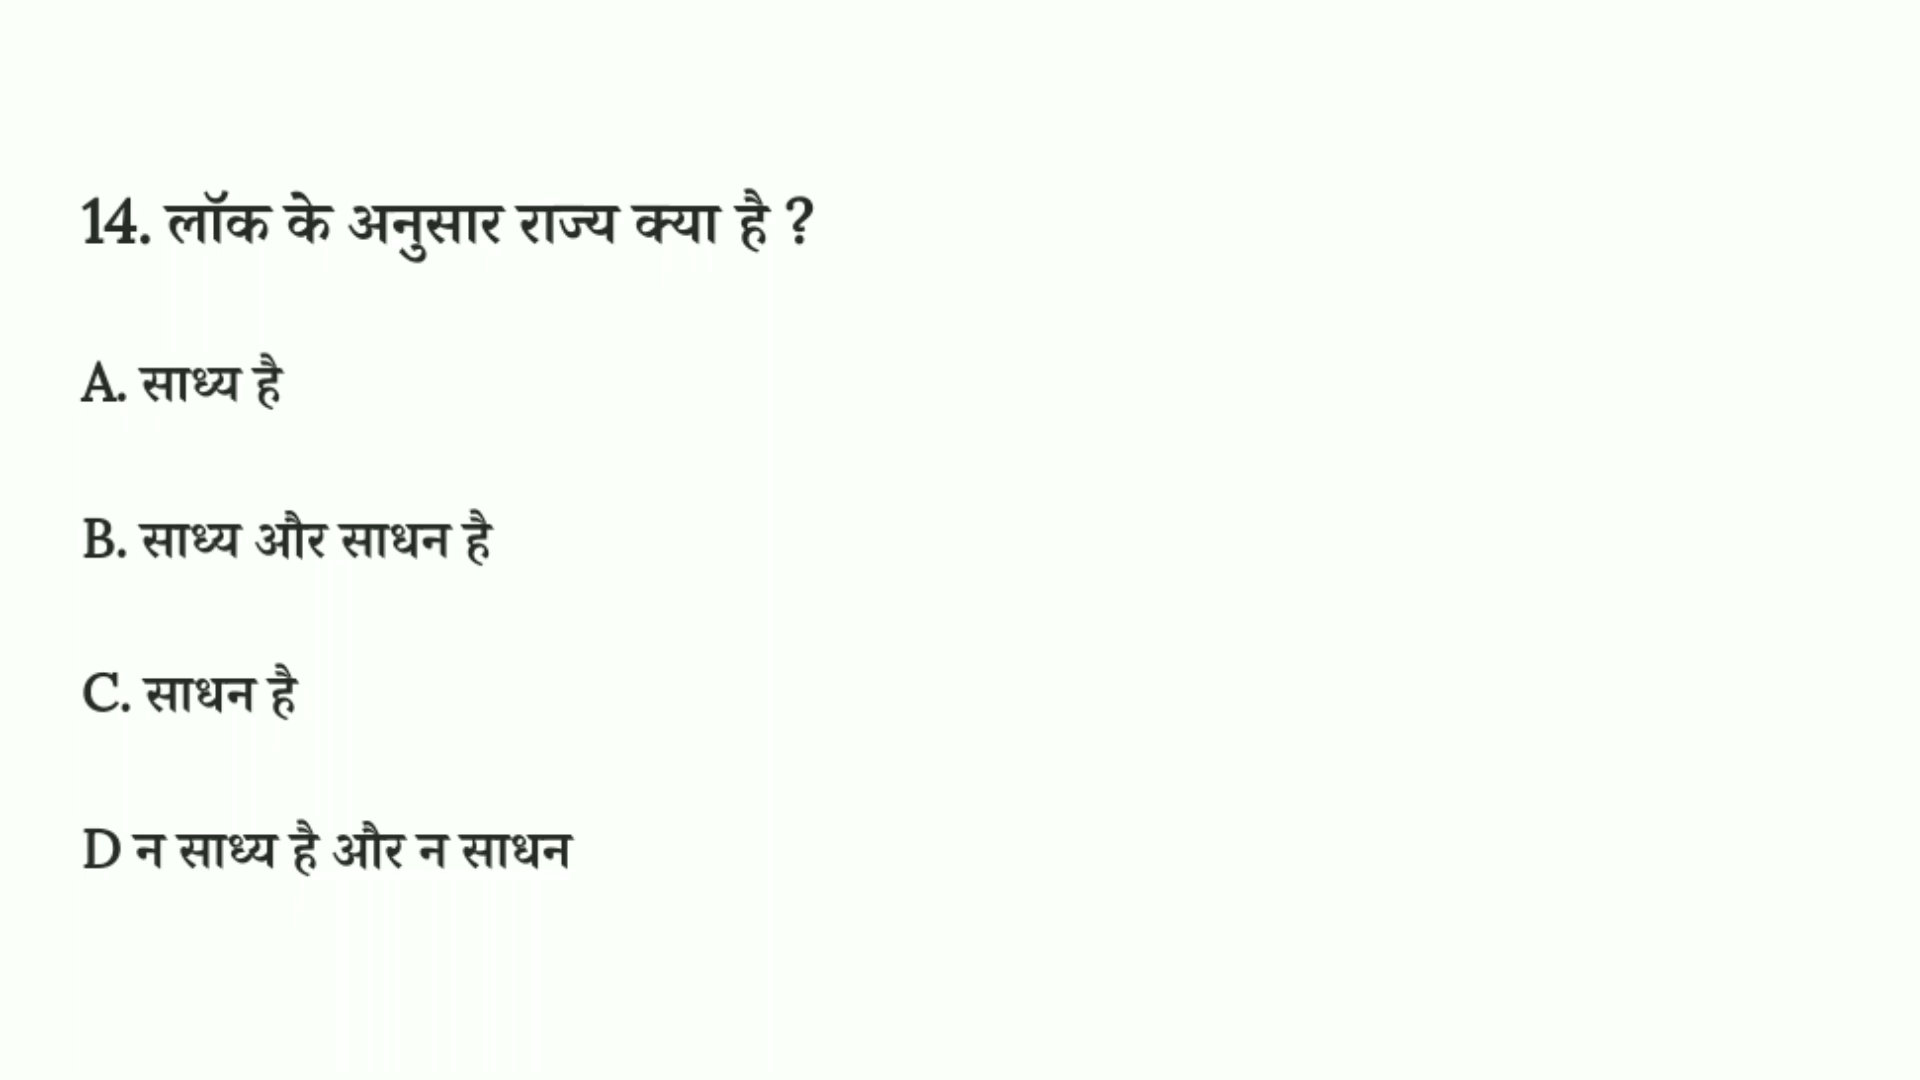 14. लॉक के अनुसार राज्य क्या है ?
A. साध्य है
B. साध्य और साधन है
C. साधन है
D न साध्य है और न साधन